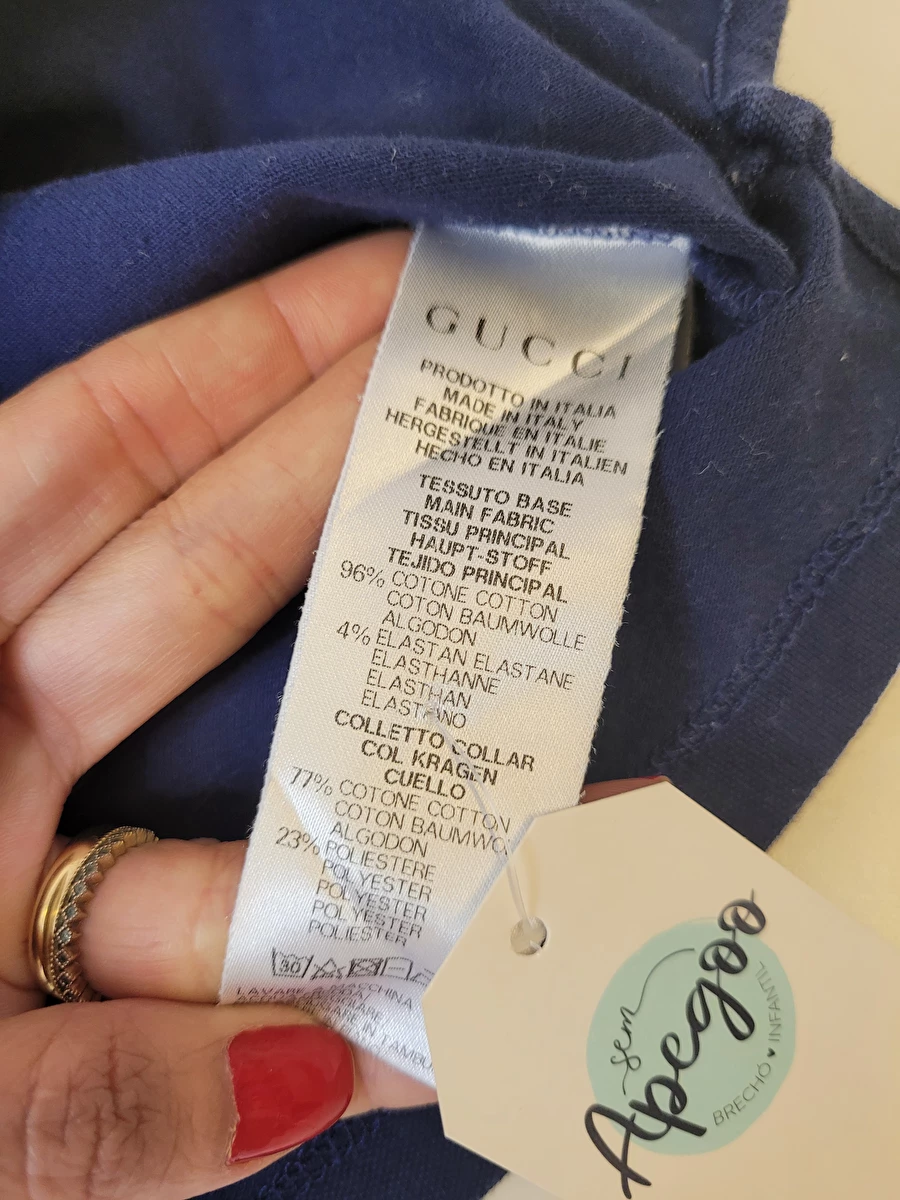 GUCCI
PRODOTTO IN ITALIA
MADE IN ITALY
FABRIQUE EN ITALIE
HERGESTELLT IN ITALIEN
HECHO EN ITALIA
TESSUTO BASE
MAIN FABRIC
TISSU PRINCIPAL
HAUPT-STOFF
TEJIDO PRINCIPAL
96% COTONE COTTON
COTON BAUMWOLLE
ALGODON
4% ELASTAN ELASTANE
ELASTHANNE
ELASTHAN
ELASTANO
COLLETTO COLLAR
COL KRAGEN
CUELLO
77% COTONE COTTON
COTON BAUMWO
ALGODON
23% POLIESTERE
POLYESTER
POLYESTER
POLYESTER
POLIESTER
30
LAVARE A MACCHINA
TAMBU
sem
Apegoo
BRECHÓ ♥ INFANTIL